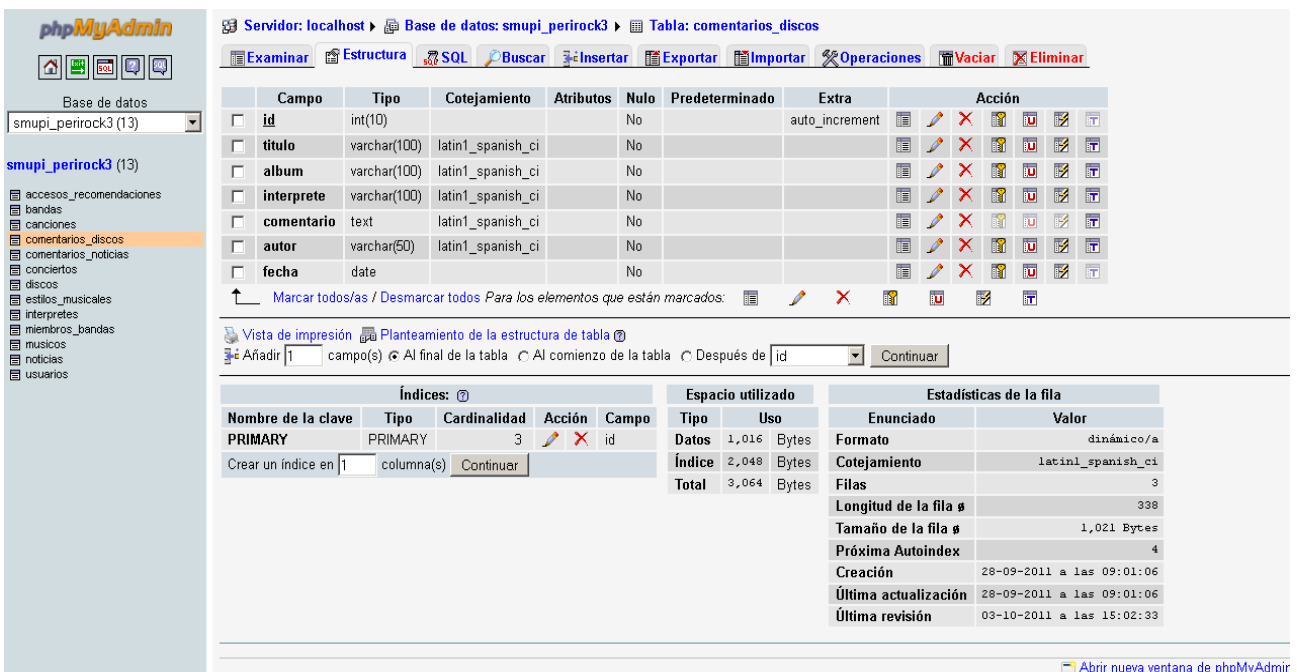 phpMyAdmin
Base de datos
smupi_perirock3 (13)
smupi_perirock3 (13)
accesos_recomendaciones
bandas
canciones
comentarios_discos
comentarios_noticias
conciertos
discos
estilos_musicales
interpretes
miembros_bandas
musicos
noticias
usuarios
Servidor: localhost Base de datos: smupi_perirock3 Tabla: comentarios_discos
Examinar Estructura SQL Buscar Insertar Exportar Importar Operaciones Vaciar Eliminar
Campo Tipo Cotejamiento Atributos Nulo Predeterminado Extra Acción
id int(10) No auto_increment
titulo varchar(100) latin1_spanish_ci No
album varchar(100) latin1_spanish_ci No
interprete varchar(100) latin1_spanish_ci No
comentario text latin1_spanish_ci No
autor varchar(50) latin1_spanish_ci No
fecha date No
Marcar todos/as / Desmarcar todos Para los elementos que están marcados:
Vista de impresión Planteamiento de la estructura de tabla
Añadir 1 campo(s) Al final de la tabla Al comienzo de la tabla Después de id Continuar
Índices:
Nombre de la clave Tipo Cardinalidad Acción Campo
PRIMARY PRIMARY 3 id
Crear un índice en 1 columna(s) Continuar
Espacio utilizado
Tipo Uso
Datos 1,016 Bytes
Índice 2,048 Bytes
Total 3,064 Bytes
Estadísticas de la fila
Enunciado Valor
Formato dinámico/a
Cotejamiento latin1_spanish_ci
Filas 3
Longitud de la fila ø 338
Tamaño de la fila ø 1,021 Bytes
Próxima Autoindex 4
Creación 28-09-2011 a las 09:01:06
Última actualización 28-09-2011 a las 09:01:06
Última revisión 03-10-2011 a las 15:02:33
Abrir nueva ventana de phpMyAdmin